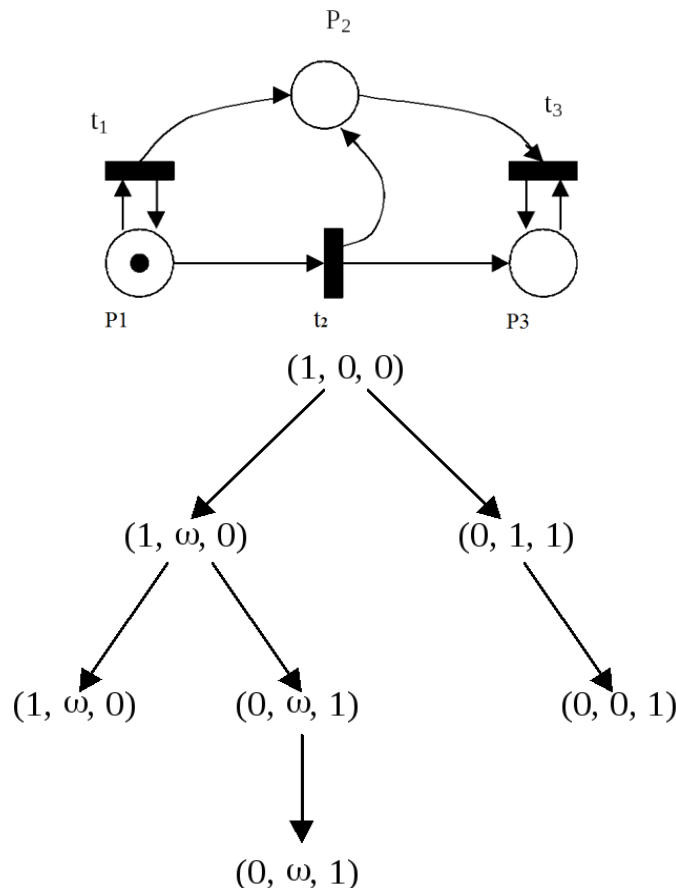 P₂
t₁
t₃
P1
t₂
P3
(1, 0, 0)
(1, ω, 0)
(0, 1, 1)
(1, ω, 0)
(0, ω, 1)
(0, 0, 1)
(0, ω, 1)